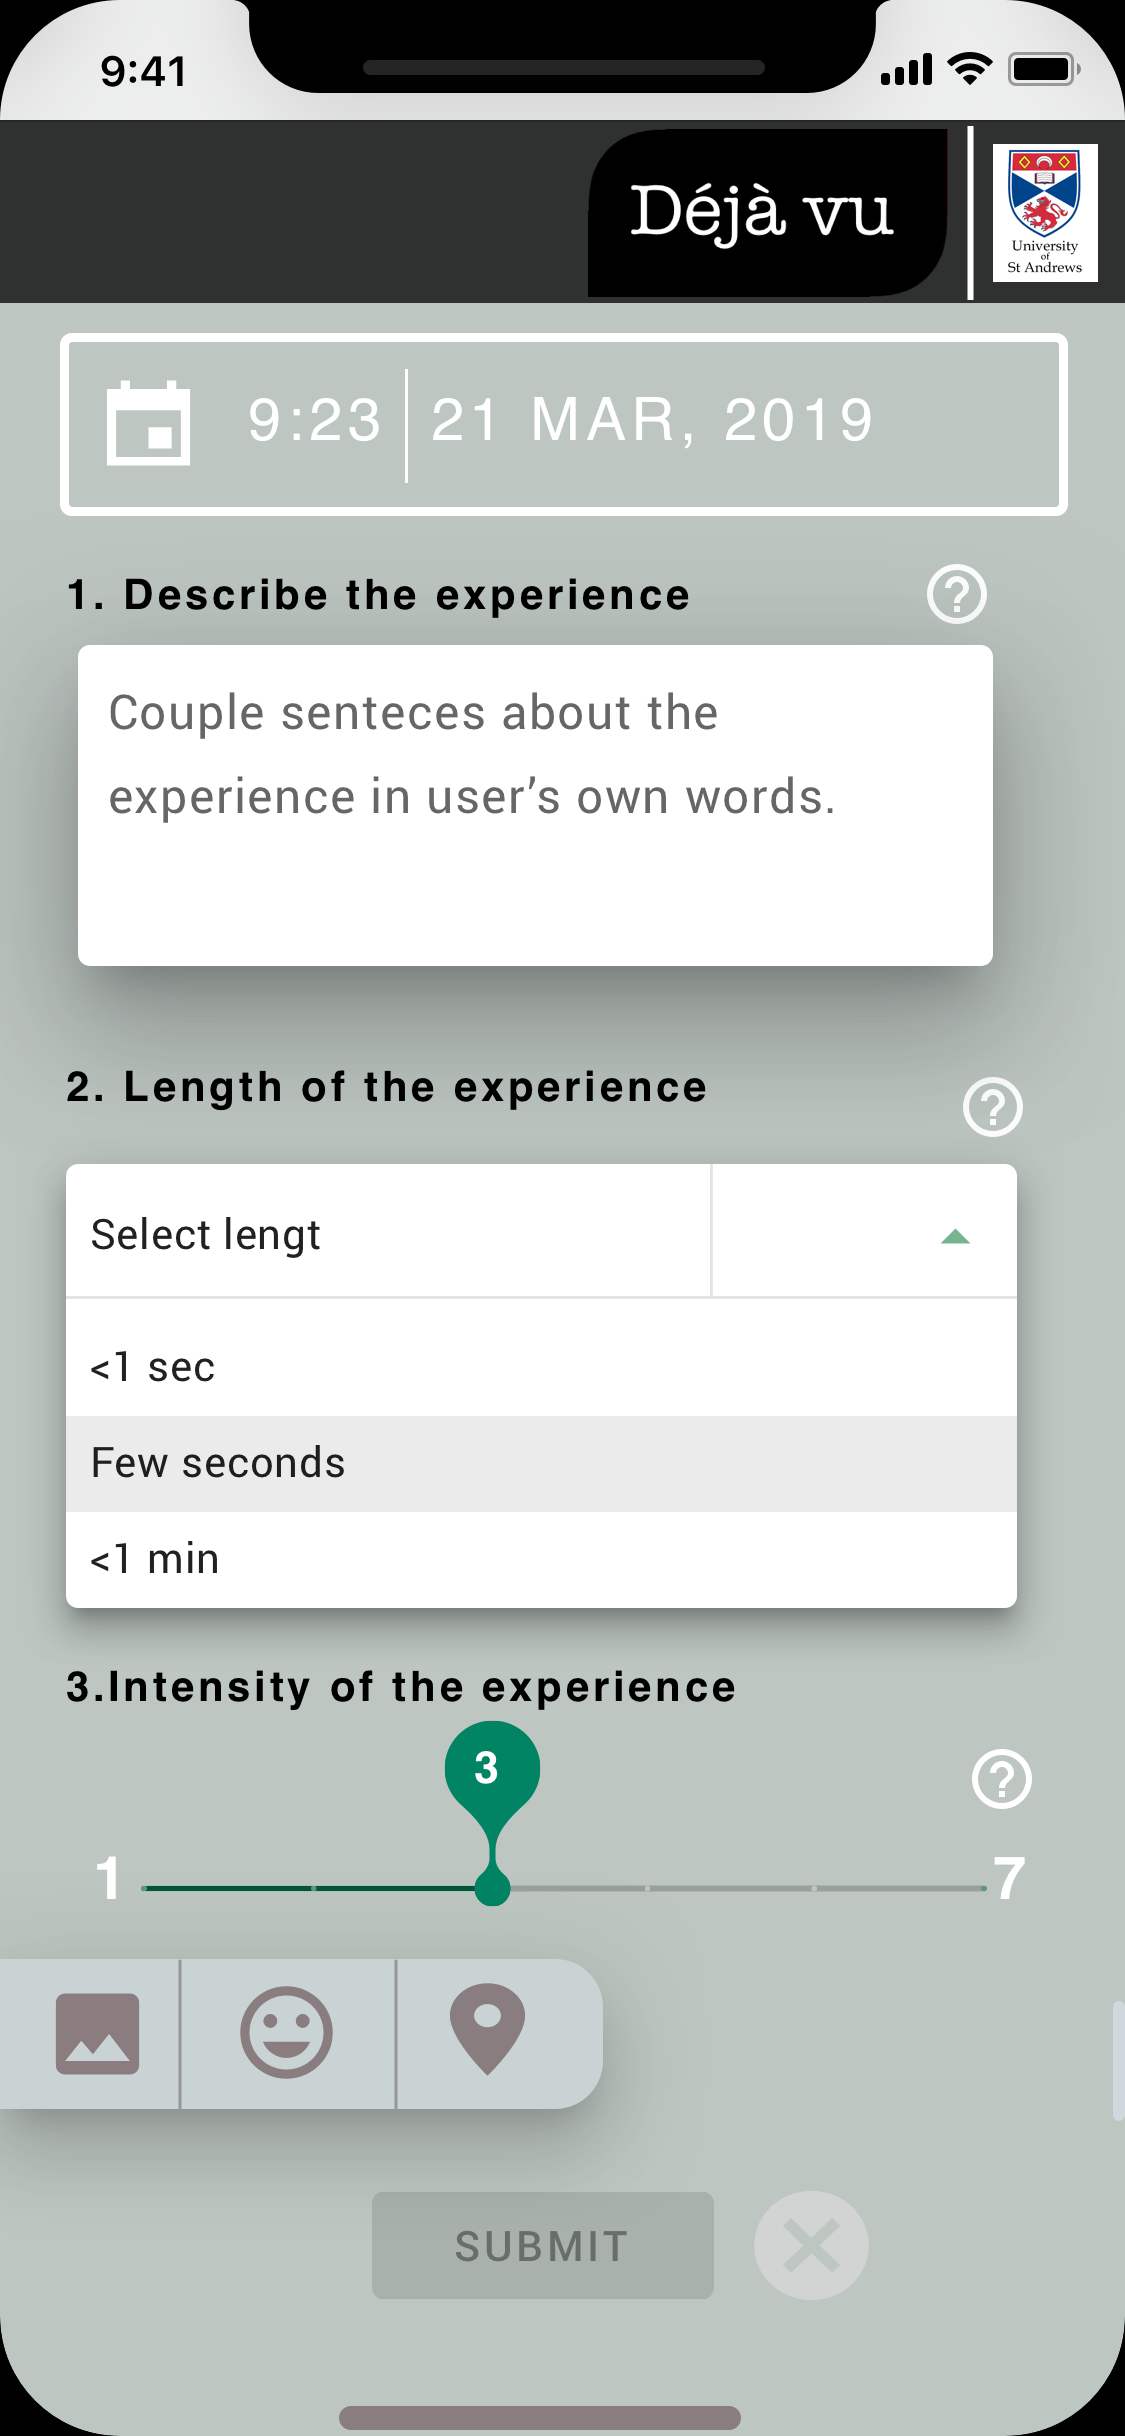 9:41
Déjà vu
University
of
St Andrews
9:23 21 MAR, 2019
1. Describe the experience
Couple senteces about the
experience in user’s own words.
2. Length of the experience
Select lengt
<1 sec
Few seconds
<1 min
3.Intensity of the experience
3
1 7
SUBMIT